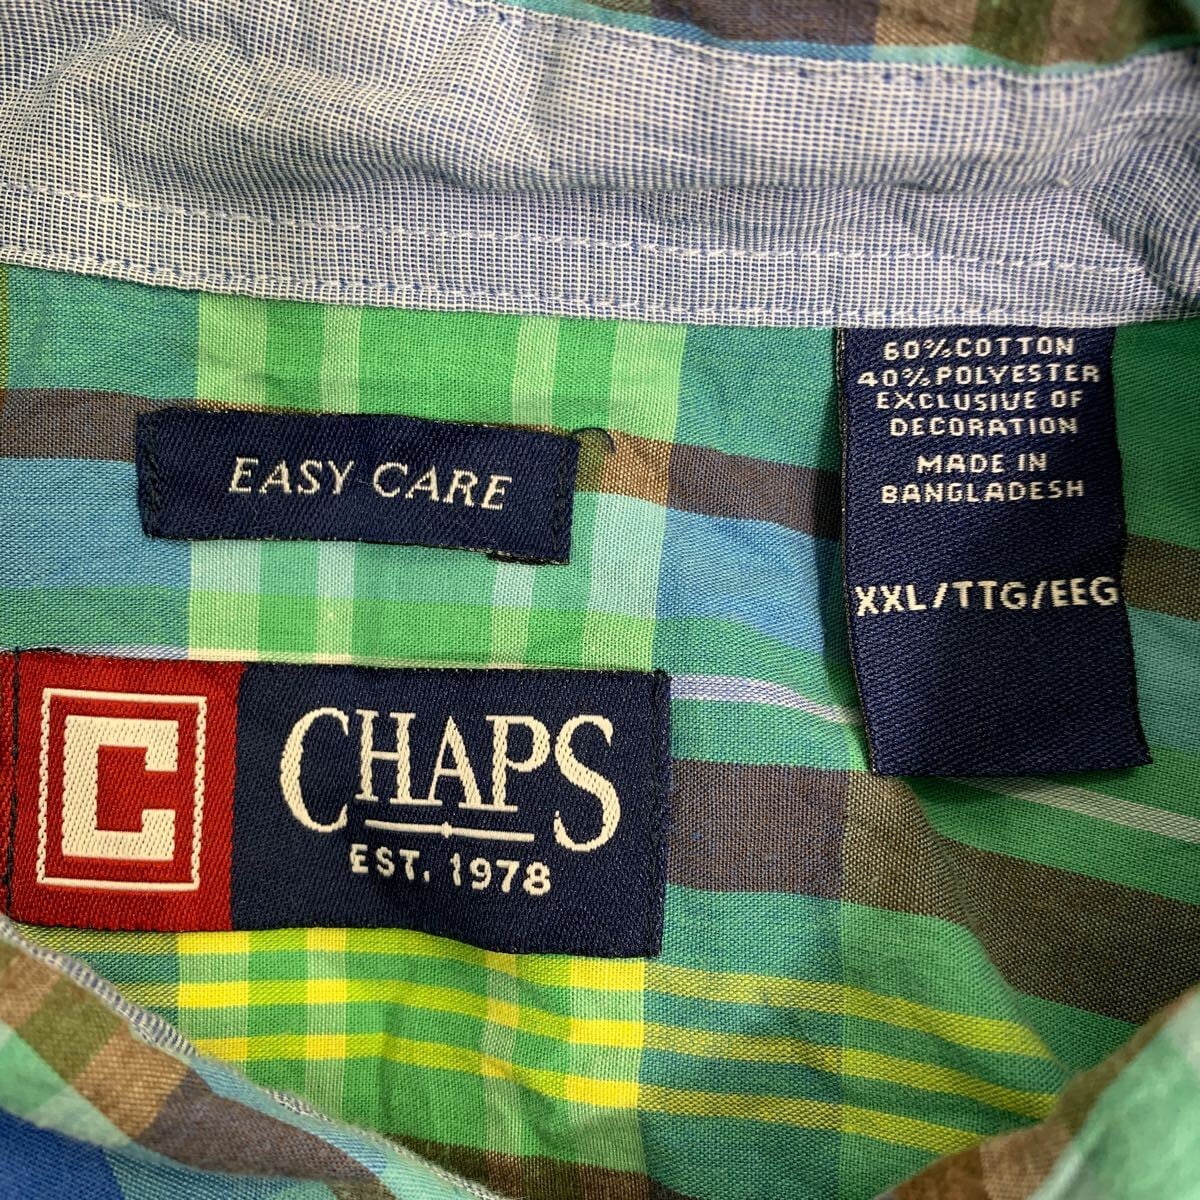 60% COTTON
40% POLYESTER
EXCLUSIVE OF
DECORATION
MADE IN
BANGLADESH
XXL/TTG/EEG
EASY CARE
C
CHAPS
EST. 1978